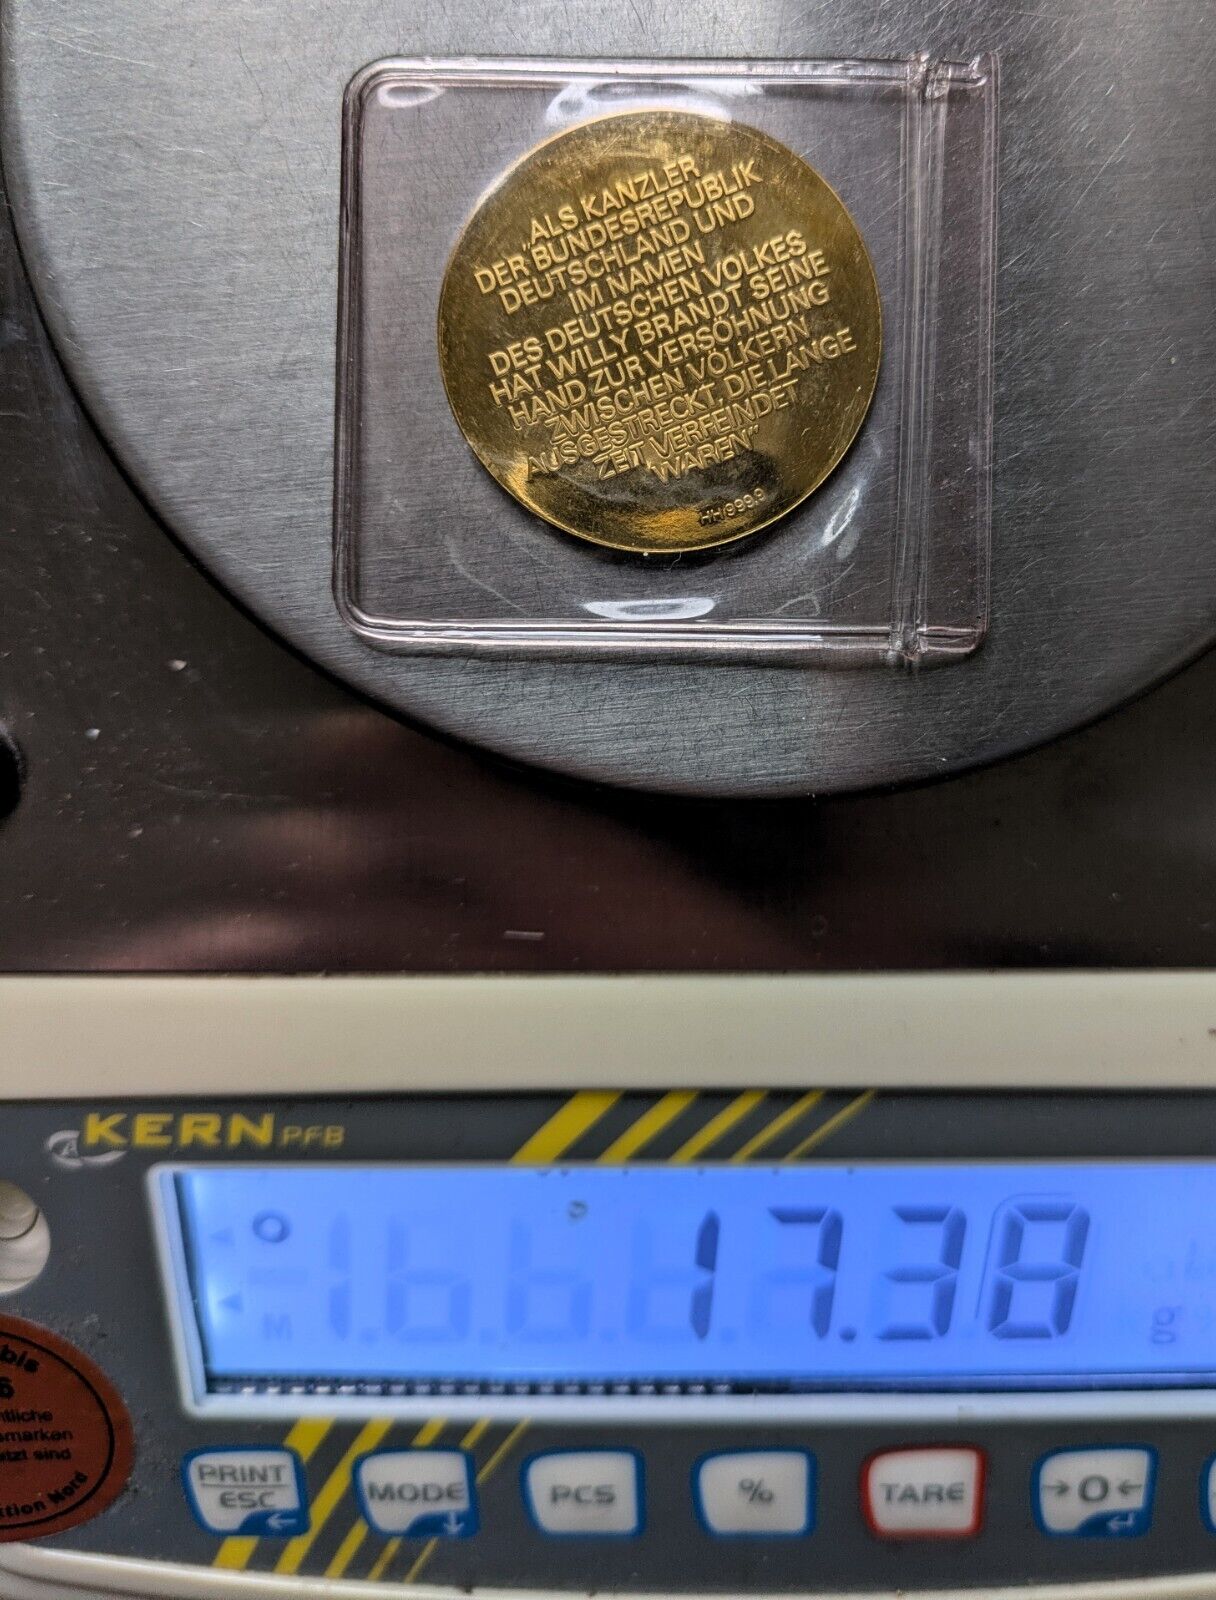 „ALS KANZLER
DER BUNDESREPUBLIK
DEUTSCHLAND UND
IM NAMEN
DES DEUTSCHEN VOLKES
HAT WILLY BRANDT SEINE
HAND ZUR VERSÖHNUNG
ZWISCHEN VÖLKERN
AUSGESTRECKT, DIE LANGE
ZEIT VERFEINDET
WAREN"
HH 999.9
KERN PFB
17.38 g
M
bis
6
PRINT
ESC
MODE
PCS
%
TARE
→0←